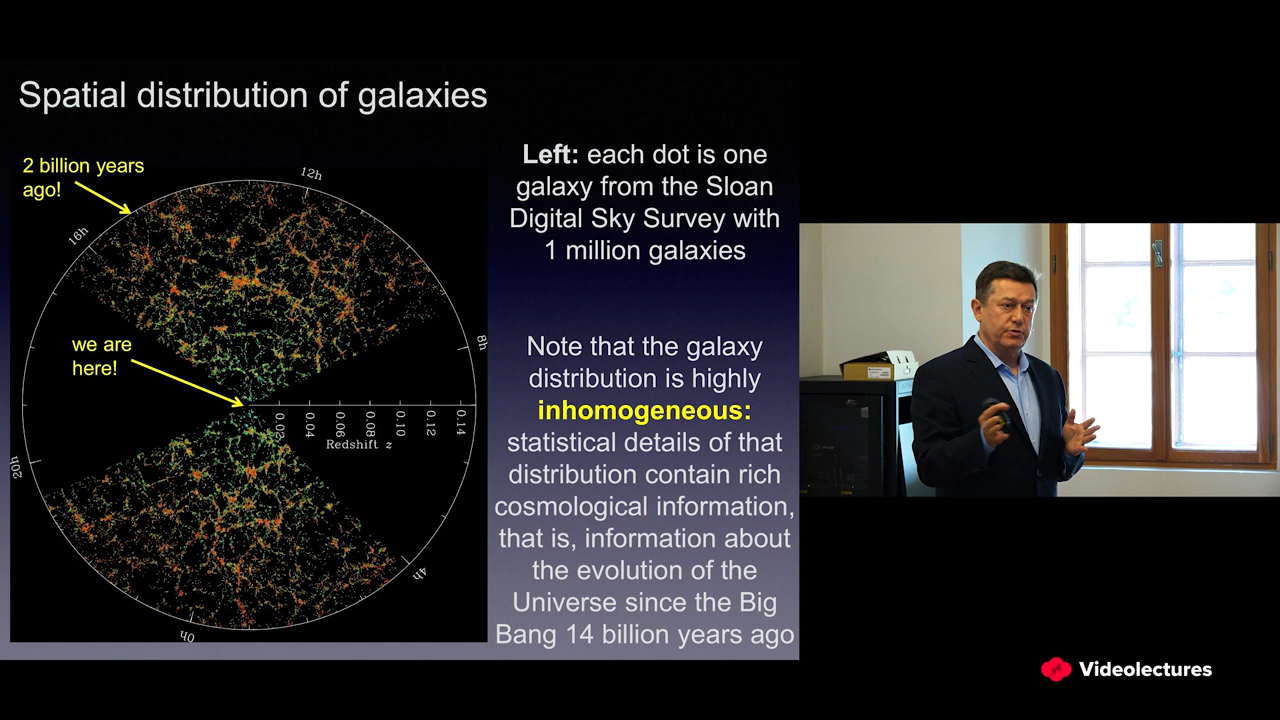 Spatial distribution of galaxies
2 billion years
ago!
12h
16h
we are
here!
8h
0.02
0.04
0.06
0.08
0.10
0.12
0.14
Redshift z
20h
4h
0h
Left: each dot is one
galaxy from the Sloan
Digital Sky Survey with
1 million galaxies
Note that the galaxy
distribution is highly
inhomogeneous:
statistical details of that
distribution contain rich
cosmological information,
that is, information about
the evolution of the
Universe since the Big
Bang 14 billion years ago
Videolectures